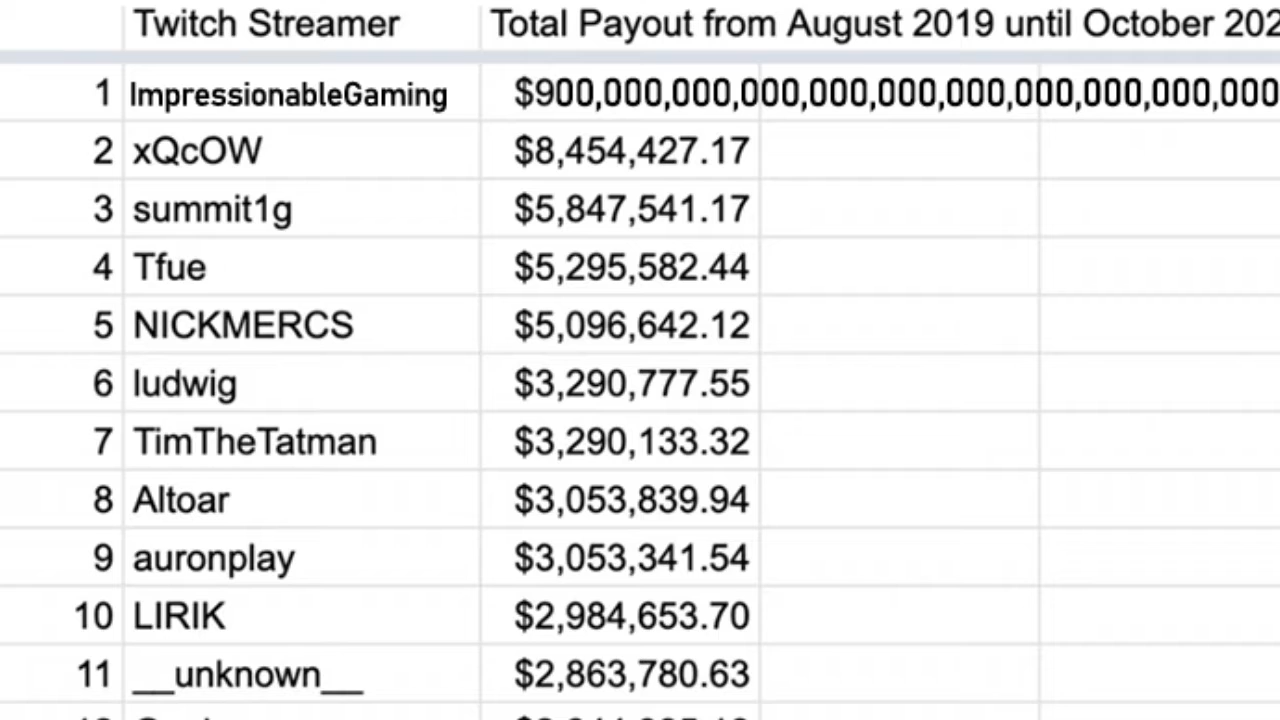 Twitch Streamer Total Payout from August 2019 until October 202
1 ImpressionableGaming $900,000,000,000,000,000,000,000,000,000,000
2 xQcOW $8,454,427.17
3 summit1g $5,847,541.17
4 Tfue $5,295,582.44
5 NICKMERCS $5,096,642.12
6 ludwig $3,290,777.55
7 TimTheTatman $3,290,133.32
8 Altoar $3,053,839.94
9 auronplay $3,053,341.54
10 LIRIK $2,984,653.70
11 __unknown__ $2,863,780.63